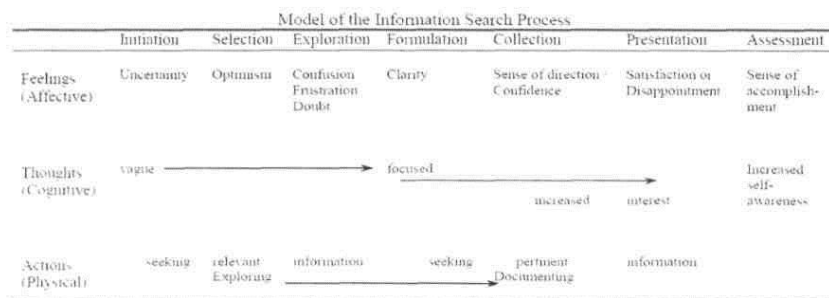 Model of the Information Search Process
Initiation Selection Exploration Formulation Collection Presentation Assessment
Feelings Uncertainty Optimism Confusion Clarity Sense of direction / Satisfaction or Sense of
(Affective) Frustration Confidence Disappointment accomplish-
Doubt ment
Thoughts vague focused Increased
(Cognitive) self-
increased interest awareness
Actions seeking relevant information seeking pertinent information
(Physical) Exploring Documenting